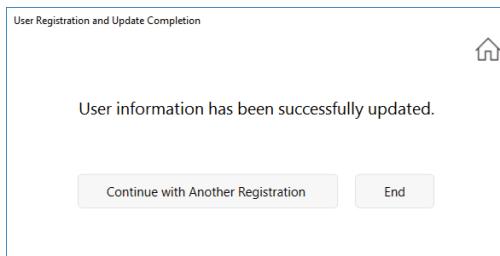 User Registration and Update Completion
User information has been successfully updated.
Continue with Another Registration
End